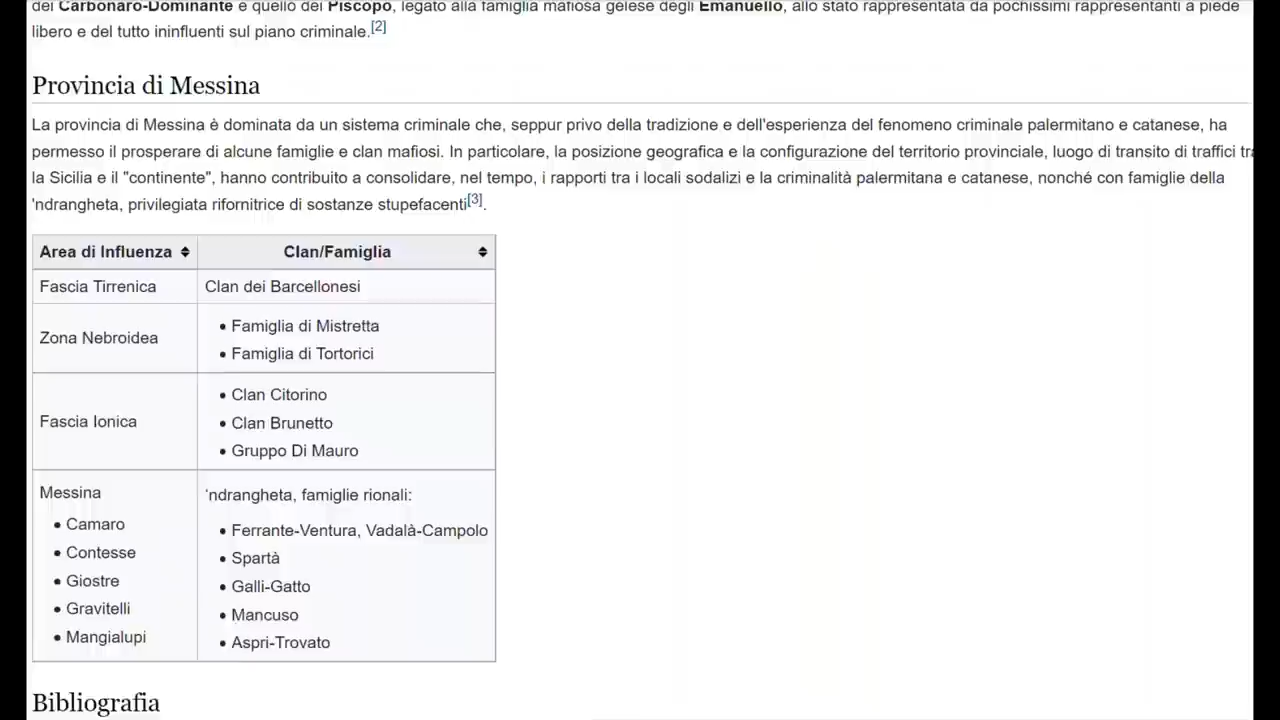 dei Carbonaro-Dominante e quello dei Piscopo, legato alla famiglia mafiosa gelese degli Emanuello, allo stato rappresentata da pochissimi rappresentanti a piede
libero e del tutto ininfluenti sul piano criminale.[2]
Provincia di Messina
La provincia di Messina è dominata da un sistema criminale che, seppur privo della tradizione e dell'esperienza del fenomeno criminale palermitano e catanese, ha
permesso il prosperare di alcune famiglie e clan mafiosi. In particolare, la posizione geografica e la configurazione del territorio provinciale, luogo di transito di traffici tra
la Sicilia e il "continente", hanno contribuito a consolidare, nel tempo, i rapporti tra i locali sodalizi e la criminalità palermitana e catanese, nonché con famiglie della
'ndrangheta, privilegiata rifornitrice di sostanze stupefacenti[3].
Area di Influenza Clan/Famiglia
Fascia Tirrenica Clan dei Barcellonesi
Zona Nebroidea
• Famiglia di Mistretta
• Famiglia di Tortorici
Fascia Ionica
• Clan Citorino
• Clan Brunetto
• Gruppo Di Mauro
Messina
• Camaro
• Contesse
• Giostre
• Gravitelli
• Mangialupi
'ndrangheta, famiglie rionali:
• Ferrante-Ventura, Vadalà-Campolo
• Spartà
• Galli-Gatto
• Mancuso
• Aspri-Trovato
Bibliografia